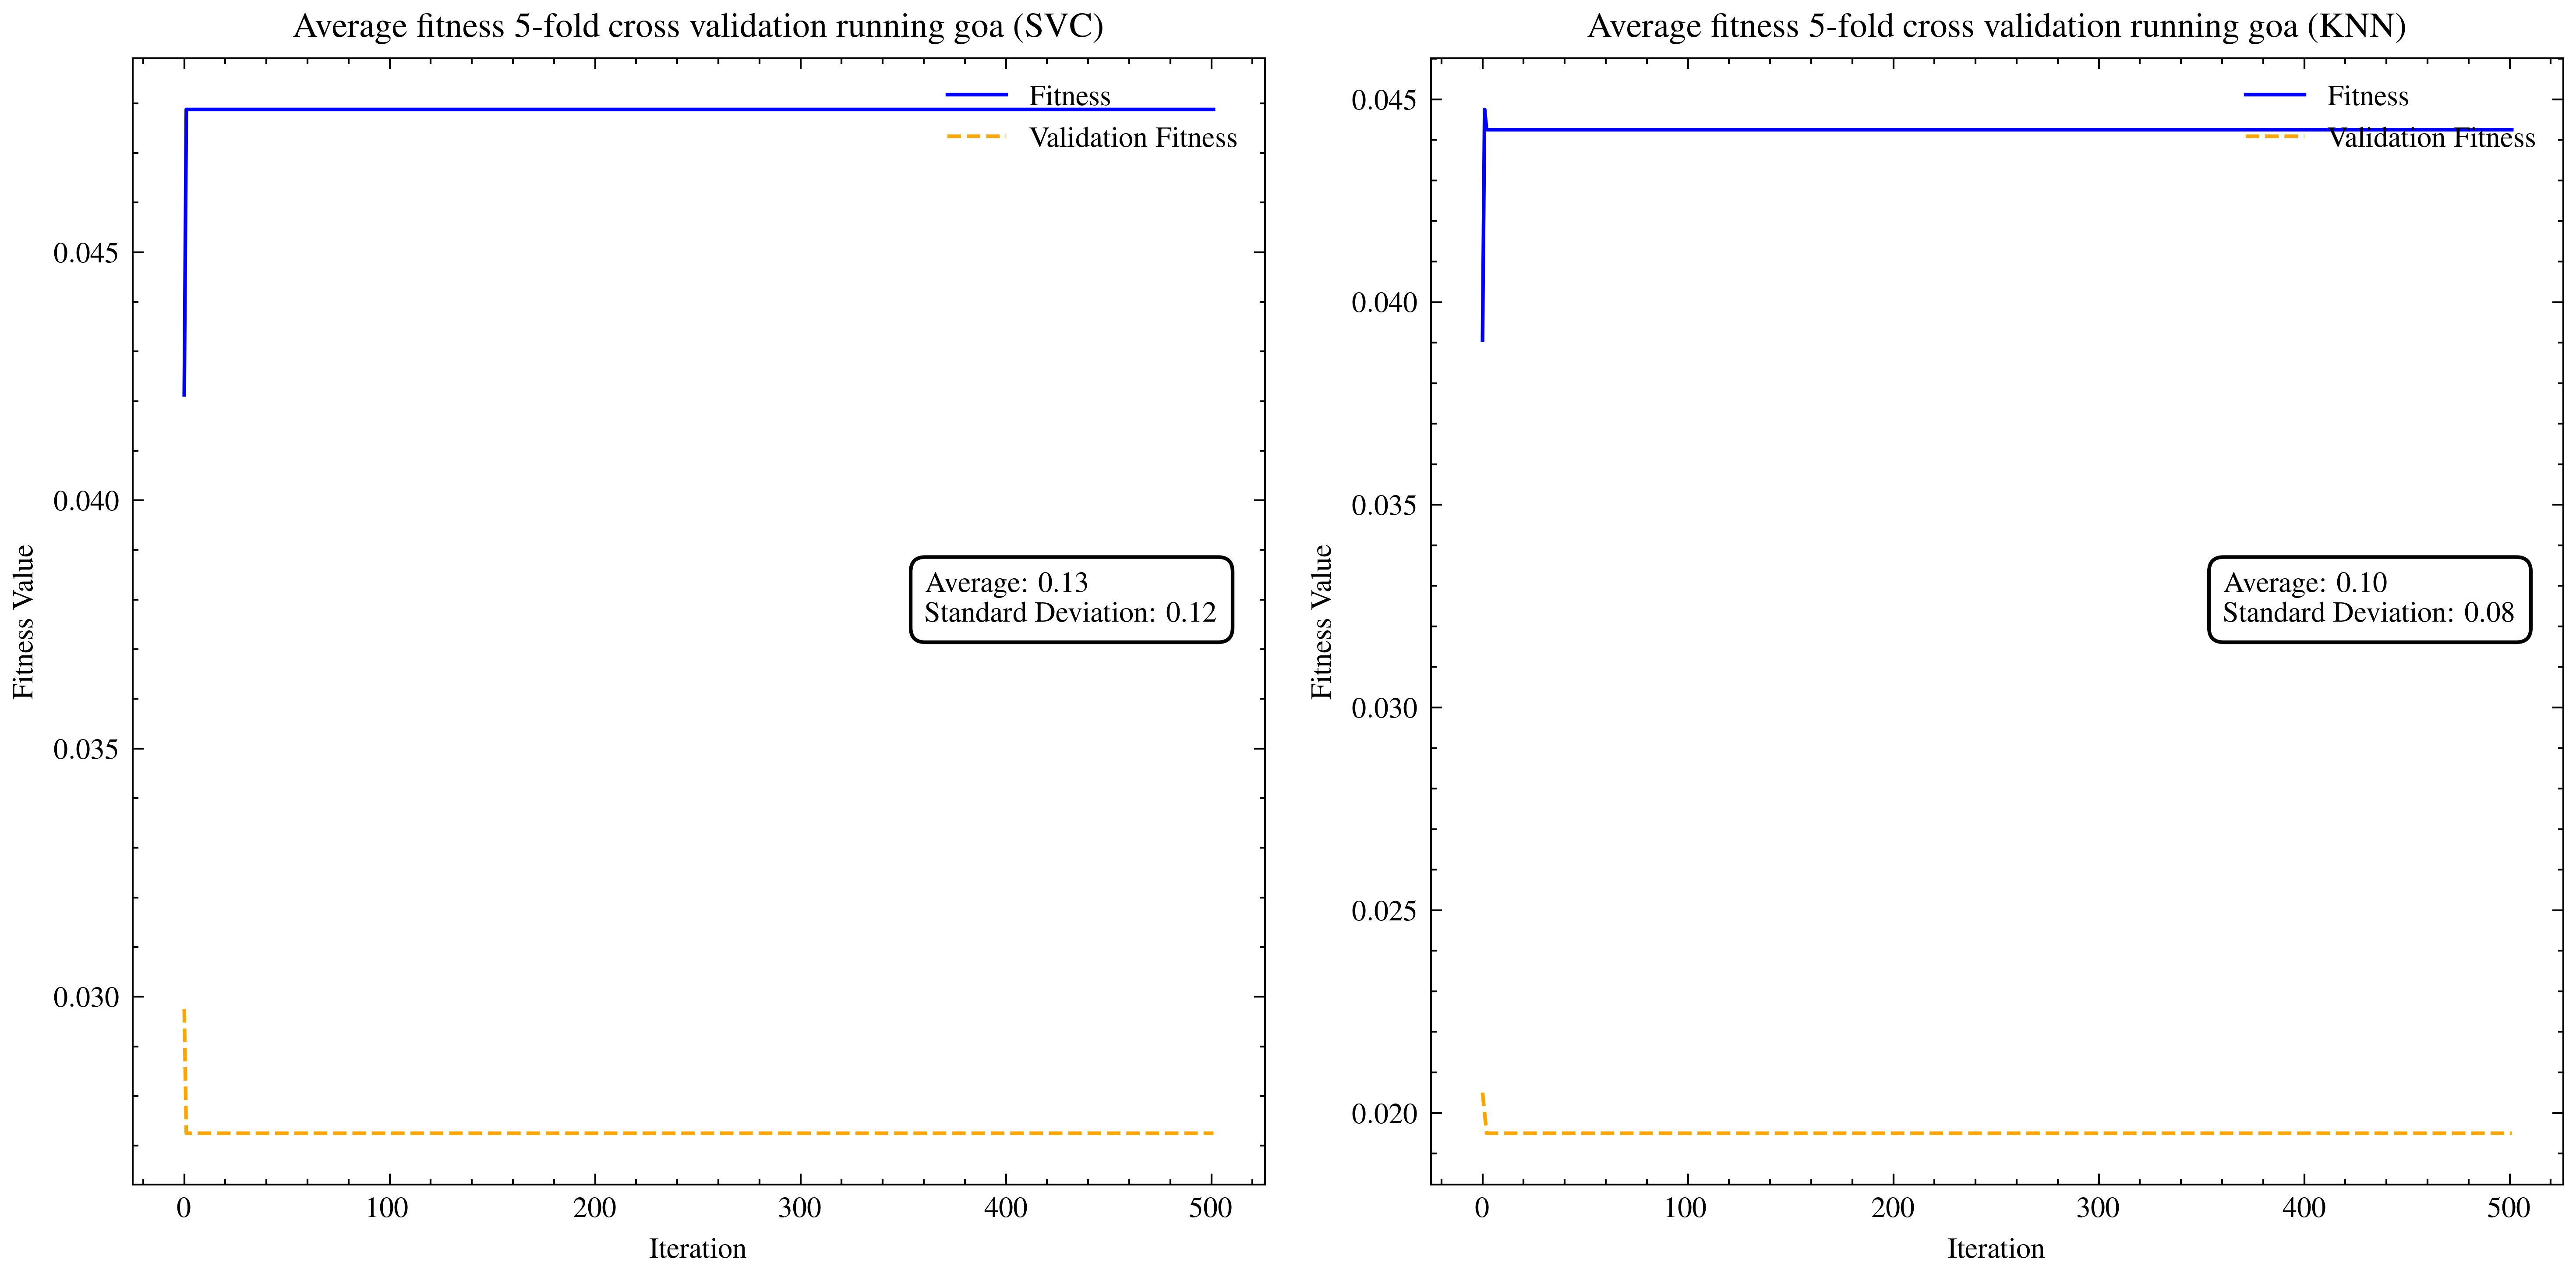 Average fitness 5-fold cross validation running goa (SVC)
Fitness
Validation Fitness
0.045
0.040
0.035
0.030
Fitness Value
Average: 0.13
Standard Deviation: 0.12
0 100 200 300 400 500
Iteration
Average fitness 5-fold cross validation running goa (KNN)
Fitness
Validation Fitness
0.045
0.040
0.035
0.030
0.025
0.020
Fitness Value
Average: 0.10
Standard Deviation: 0.08
0 100 200 300 400 500
Iteration